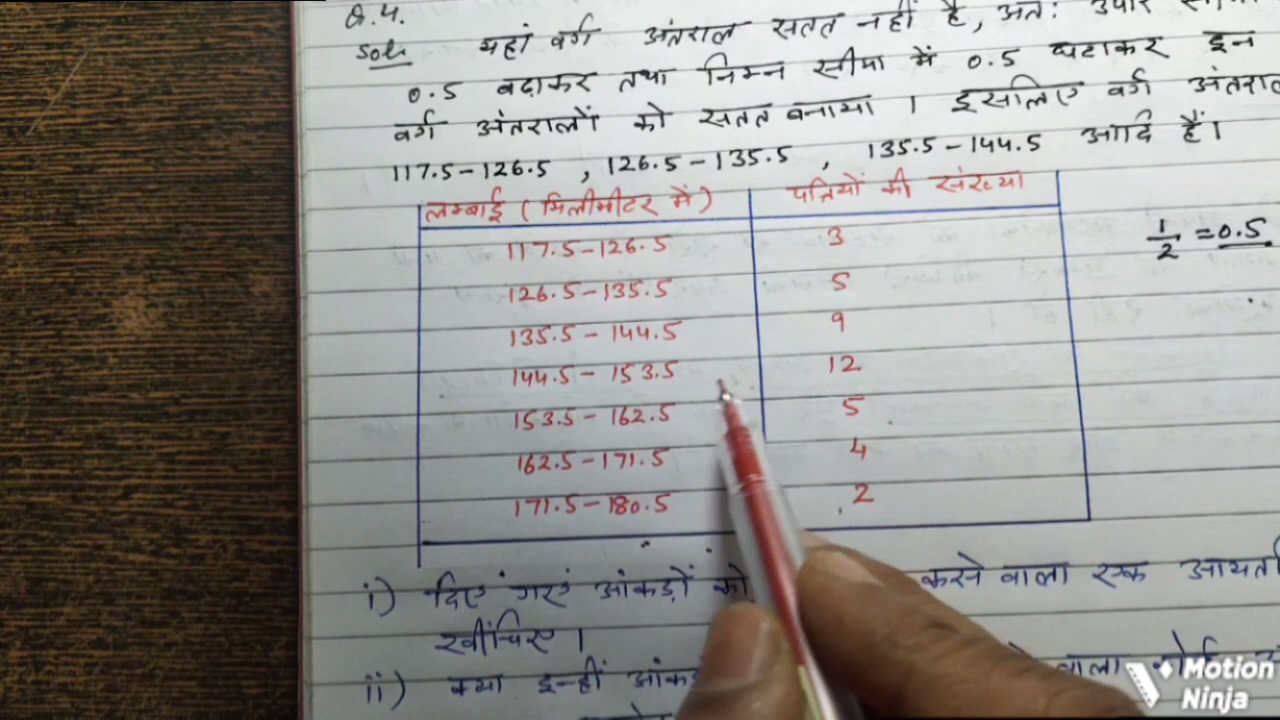 Q.4.
Sol. यहां वर्ग अंतराल सतत नहीं है, अत:
0.5 बढ़ाकर तथा निम्न सीमा में 0.5 घटाकर इन
वर्ग अंतरालों को सतत बनाया । इसलिए वर्ग
117.5-126.5 , 126.5-135.5 , 135.5-144.5 आदि हैं।
लम्बाई (मिलीमीटर में) पत्तियों की संख्या
117.5-126.5 3
126.5-135.5 5
135.5-144.5 9
144.5-153.5 12
153.5-162.5 5
162.5-171.5 4
171.5-180.5 2
1/2 = 0.5
i) दिए गएं आंकड़ों को करने वाला एक
खींचिए ।
ii) क्या इन्हीं
Motion
Ninja